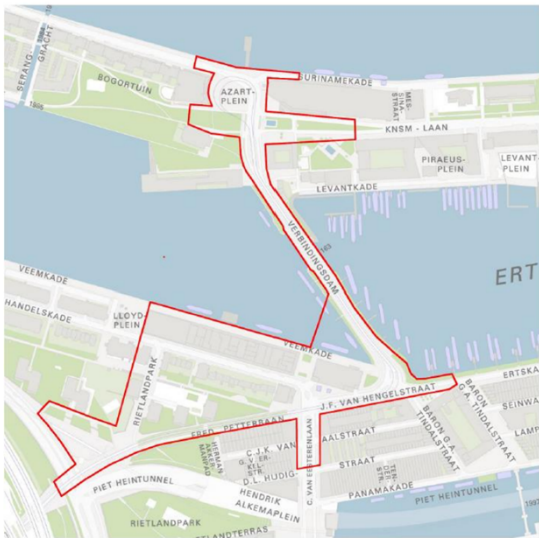 SERANG-
GRACHT
1905
BOGORTUIN
AZART-
PLEIN
SURINAMEKADE
MES-
SINA-
STRAAT
KNSM - LAAN
PIRAEUS-
PLEIN
LEVANT-
PLEIN
LEVANTKADE
VERBINDINGSDAM
ERT
VEEMKADE
HANDELSKADE
LLOYD-
PLEIN
VEEMKADE
RIETLANDPARK
ERTSKA
J.F. VAN HENGELSTRAAT
BARON
G.A. TINDALSTRAAT
SEINWA
LAMP
FRED PETTERBAAN
C.J.K. VAN
AALSTRAAT
BARON G.A.
TINDALSTRAAT
HERMAN
D.L. HUDIG-
STRAAT
C. VAN EESTERENLAAN
PANAMAKADE
PIET HEINTUNNEL
PIET HEINTUNNEL
HENDRIK
ALKEMAPLEIN
RIETLANDPARK
RIETLANDTERRAS